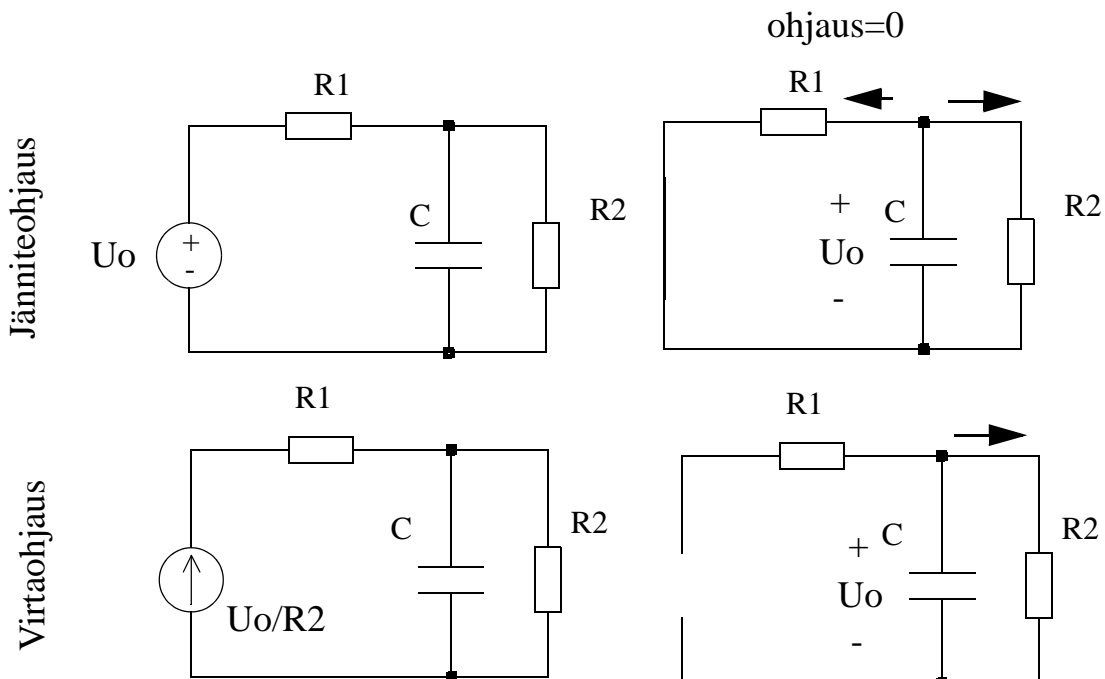 ohjaus=0
Jänniteohjaus
R1
C
R2
Uo
+
-
R1
+
C
Uo
-
R2
Virtaohjaus
R1
C
R2
Uo/R2
R1
+
C
Uo
-
R2